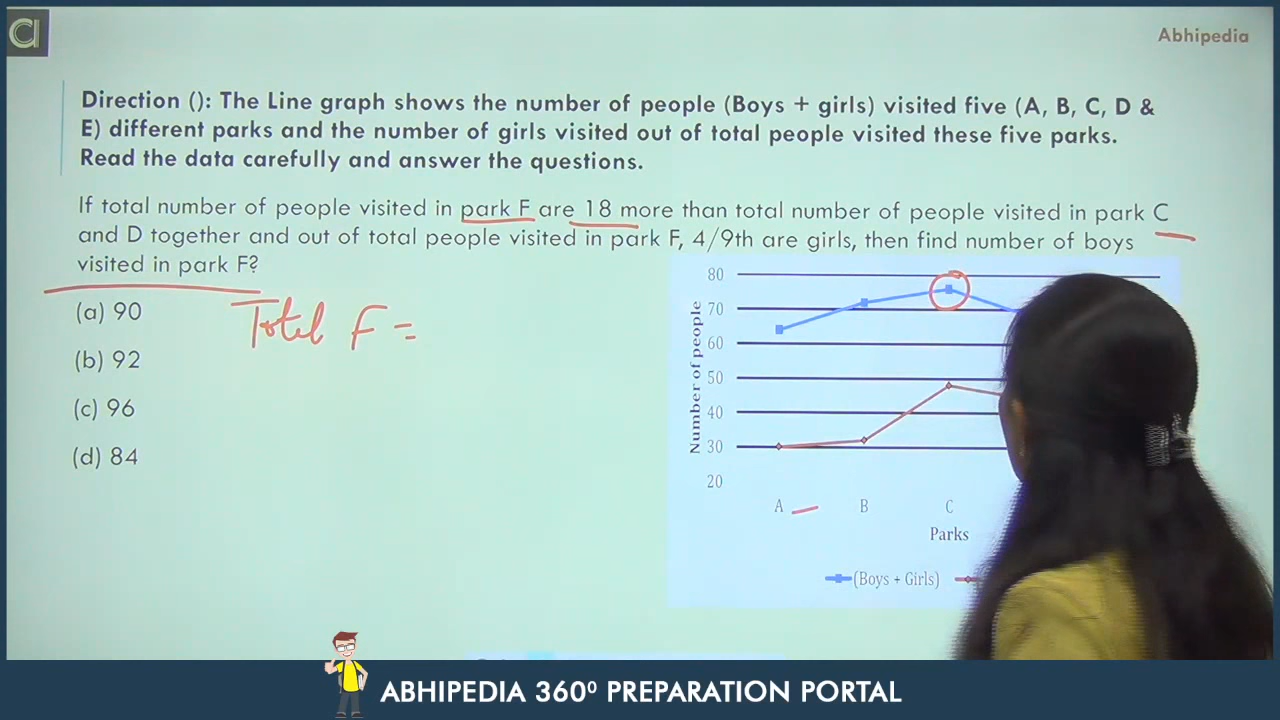 CI
Abhipedia
Direction (): The Line graph shows the number of people (Boys + girls) visited five (A, B, C, D &
E) different parks and the number of girls visited out of total people visited these five parks.
Read the data carefully and answer the questions.
If total number of people visited in park F are 18 more than total number of people visited in park C
and D together and out of total people visited in park F, 4/9th are girls, then find number of boys
visited in park F?
(a) 90
(b) 92
(c) 96
(d) 84
Total F =
80
70
60
50
40
30
20
Number of people
A B C
Parks
(Boys + Girls)
ABHIPEDIA 360⁰ PREPARATION PORTAL